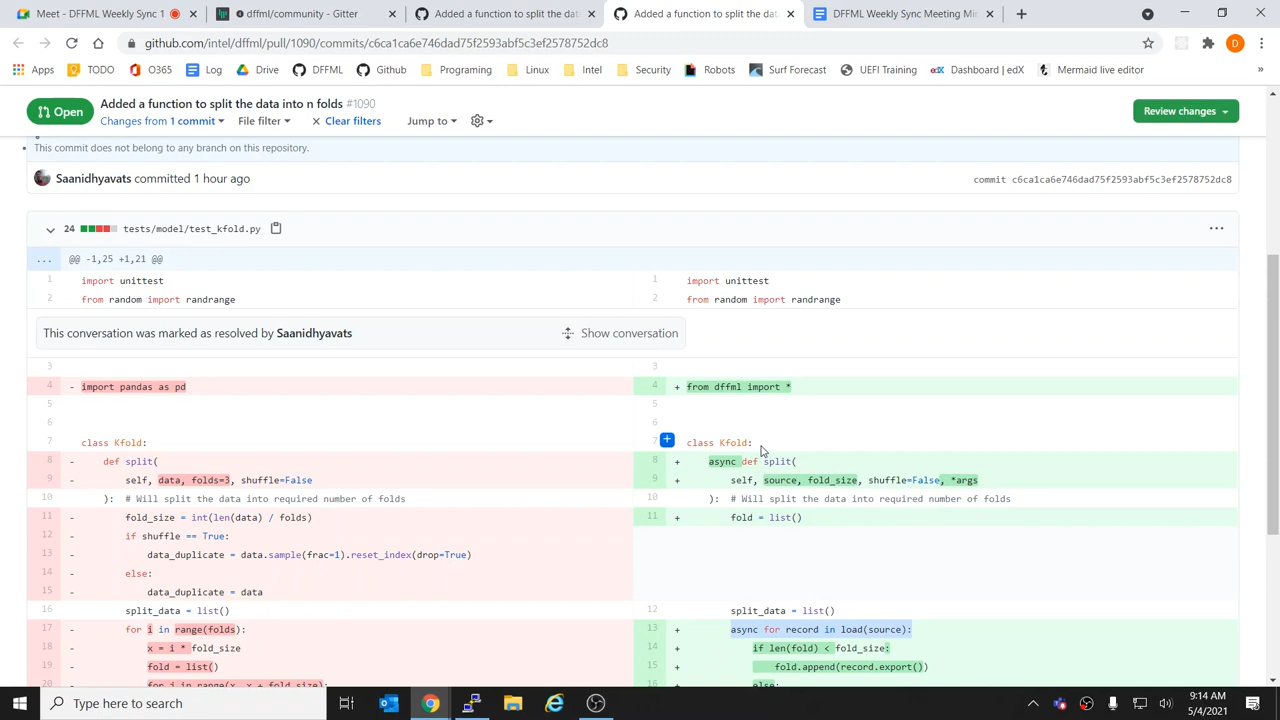 Meet - DFFML Weekly Sync 1
dffml/community - Gitter
Added a function to split the dat
Added a function to split the dat
DFFML Weekly Sync Meeting Min
github.com/intel/dffml/pull/1090/commits/c6ca1ca6e746dad75f2593abf5c3ef2578752dc8
D
Apps
TODO
O365
Log
Drive
DFFML
Github
Programing
Linux
Intel
Security
Robots
Surf Forecast
UEFI Training
Dashboard | edX
Mermaid live editor
»
Open
Added a function to split the data into n folds #1090
Changes from 1 commit
File filter
Clear filters
Jump to
Review changes
This commit does not belong to any branch on this repository.
Saanidhyavats committed 1 hour ago
commit c6ca1ca6e746dad75f2593abf5c3ef2578752dc8
24 tests/model/test_kfold.py
... @@ -1,25 +1,21 @@
1 import unittest 1 import unittest
2 from random import randrange 2 from random import randrange
This conversation was marked as resolved by Saanidhyavats Show conversation
3 3
4 - import pandas as pd 4 + from dffml import *
5 5
6 6
7 class Kfold: 7 class Kfold:
8 - def split( 8 + async def split(
9 - self, data, folds=3, shuffle=False 9 + self, source, fold_size, shuffle=False, *args
10 ): # Will split the data into required number of folds 10 ): # Will split the data into required number of folds
11 - fold_size = int(len(data) / folds) 11 + fold = list()
12 - if shuffle == True:
13 - data_duplicate = data.sample(frac=1).reset_index(drop=True)
14 - else:
15 - data_duplicate = data
16 split_data = list() 12 split_data = list()
17 - for i in range(folds): 13 + async for record in load(source):
18 - x = i * fold_size 14 + if len(fold) < fold_size:
19 - fold = list() 15 + fold.append(record.export())
20 - for j in range(x, x + fold_size): 16 + else:
Type here to search
9:14 AM
5/4/2021